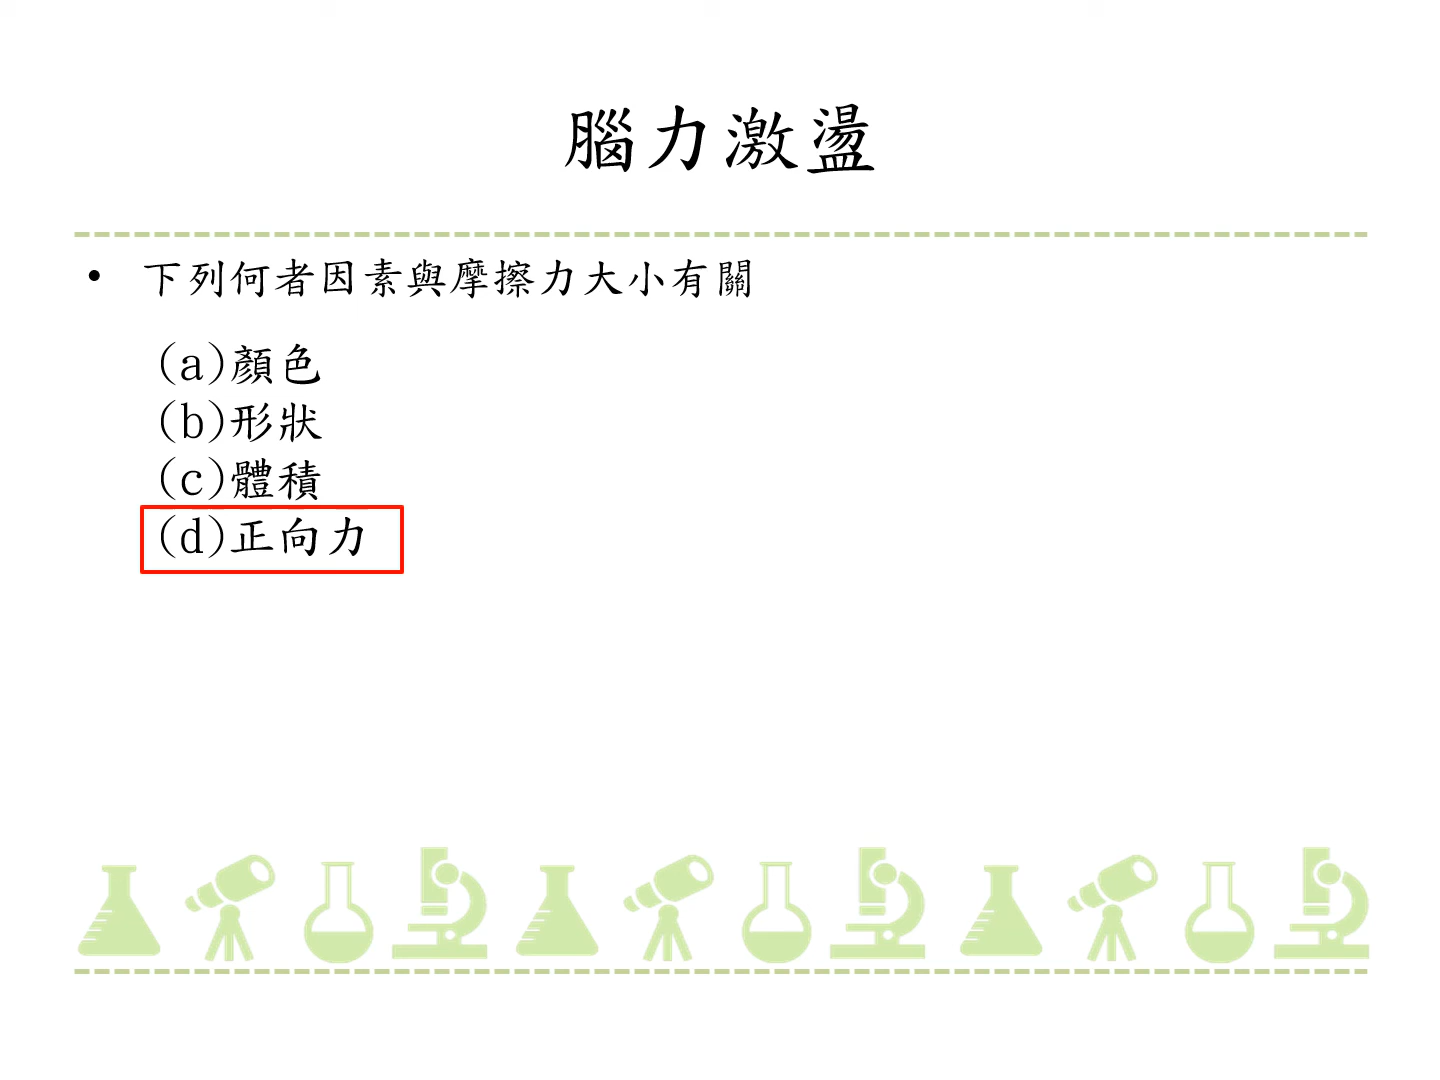 腦力激盪
• 下列何者因素與摩擦力大小有關
(a)顏色
(b)形狀
(c)體積
(d)正向力